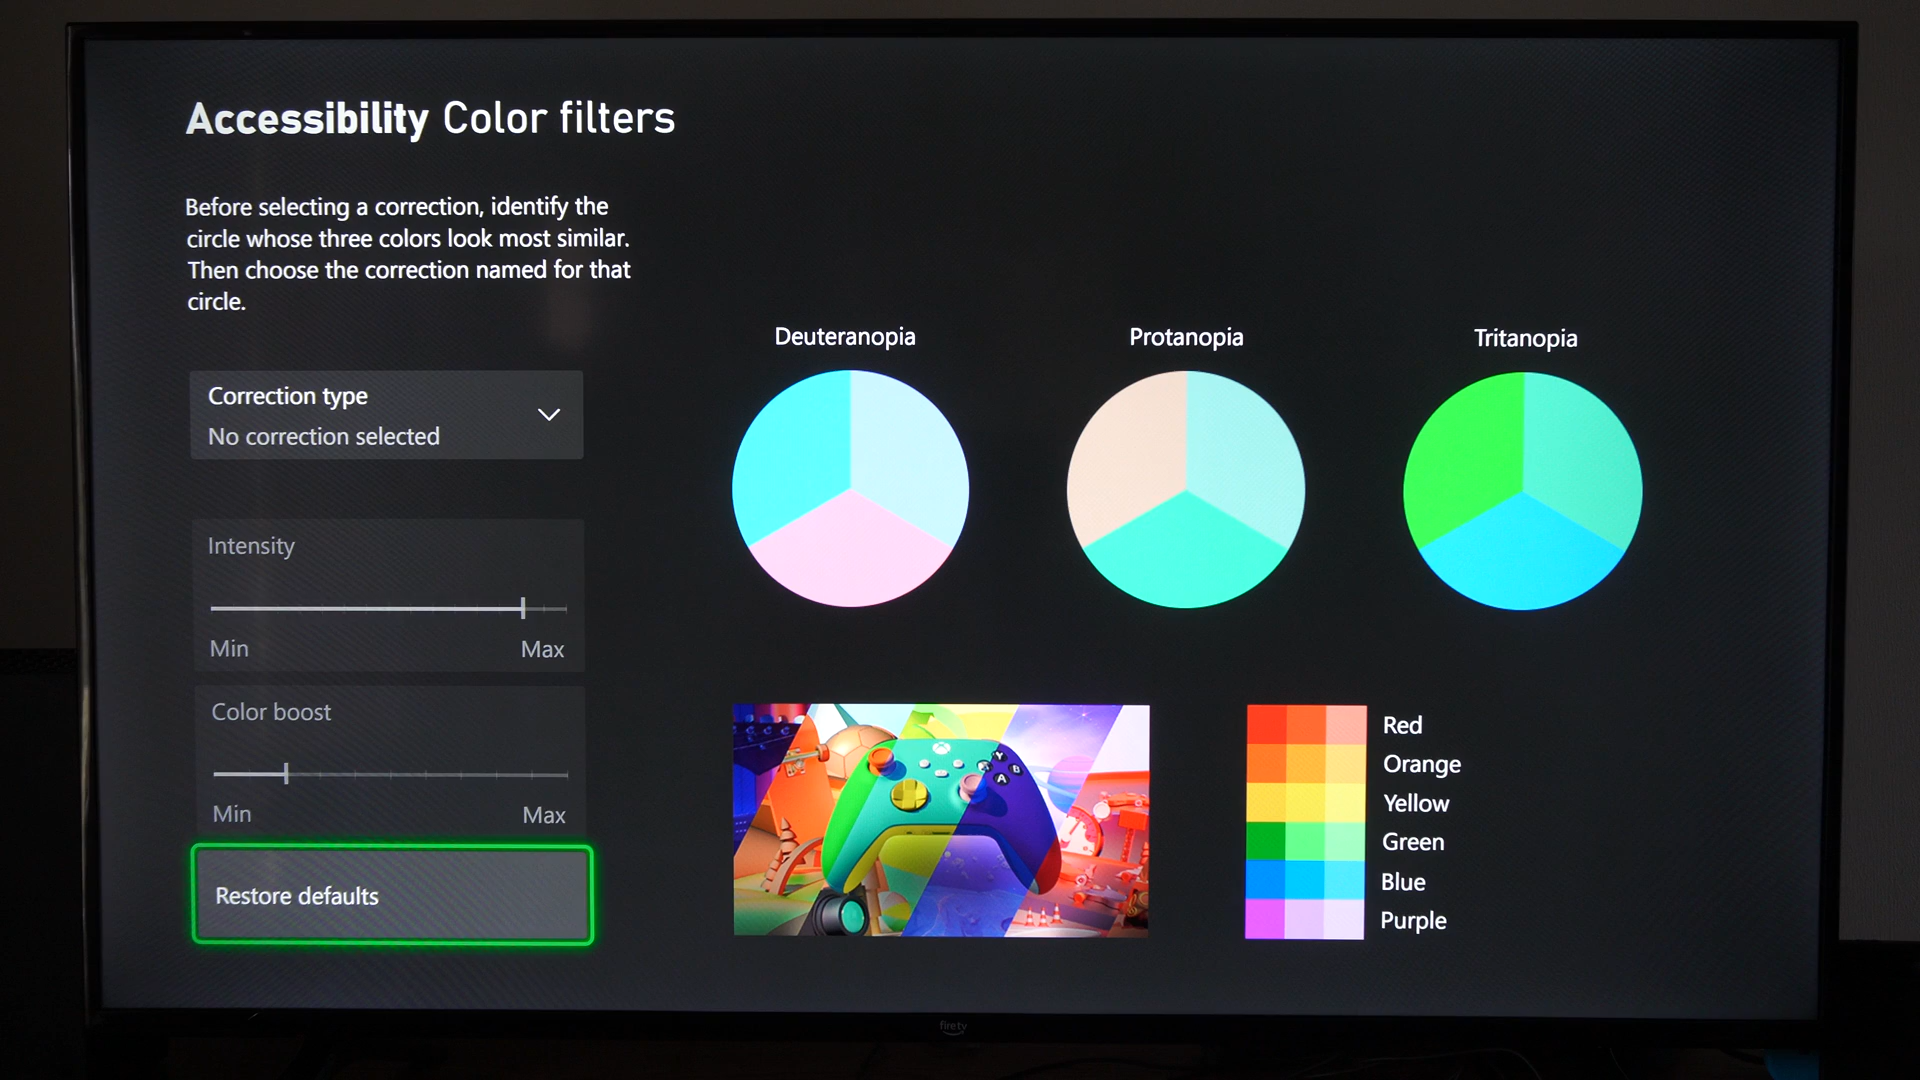 Accessibility Color filters
Before selecting a correction, identify the
circle whose three colors look most similar.
Then choose the correction named for that
circle.
Correction type
No correction selected
Intensity
Min Max
Color boost
Min Max
Restore defaults
Deuteranopia Protanopia Tritanopia
Y
X B
A
Red
Orange
Yellow
Green
Blue
Purple
fire tv